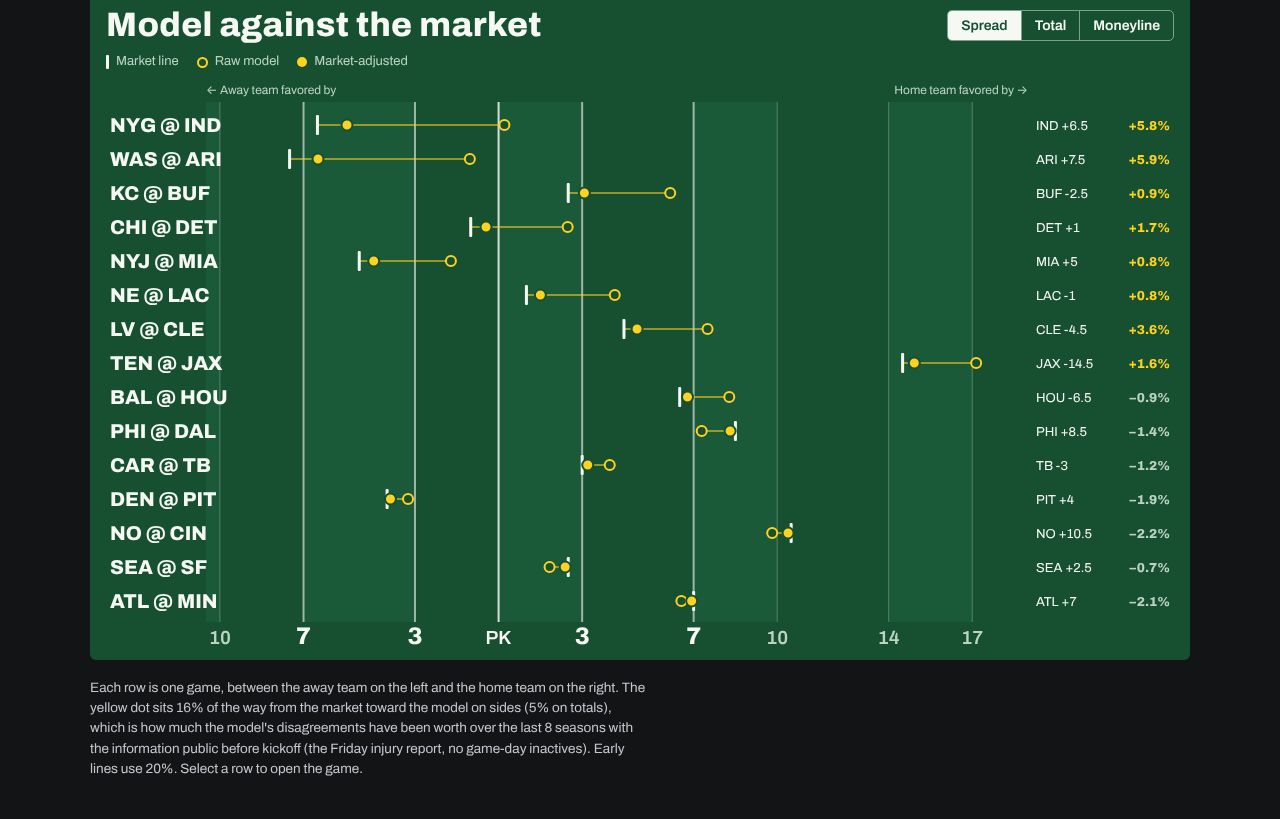 Model against the market
Spread Total Moneyline
Market line Raw model Market-adjusted
← Away team favored by Home team favored by →
NYG @ IND IND +6.5 +5.8%
WAS @ ARI ARI +7.5 +5.9%
KC @ BUF BUF -2.5 +0.9%
CHI @ DET DET +1 +1.7%
NYJ @ MIA MIA +5 +0.8%
NE @ LAC LAC -1 +0.8%
LV @ CLE CLE -4.5 +3.6%
TEN @ JAX JAX -14.5 +1.6%
BAL @ HOU HOU -6.5 −0.9%
PHI @ DAL PHI +8.5 −1.4%
CAR @ TB TB -3 −1.2%
DEN @ PIT PIT +4 −1.9%
NO @ CIN NO +10.5 −2.2%
SEA @ SF SEA +2.5 −0.7%
ATL @ MIN ATL +7 −2.1%
10 7 3 PK 3 7 10 14 17
Each row is one game, between the away team on the left and the home team on the right. The
yellow dot sits 16% of the way from the market toward the model on sides (5% on totals),
which is how much the model's disagreements have been worth over the last 8 seasons with
the information public before kickoff (the Friday injury report, no game-day inactives). Early
lines use 20%. Select a row to open the game.